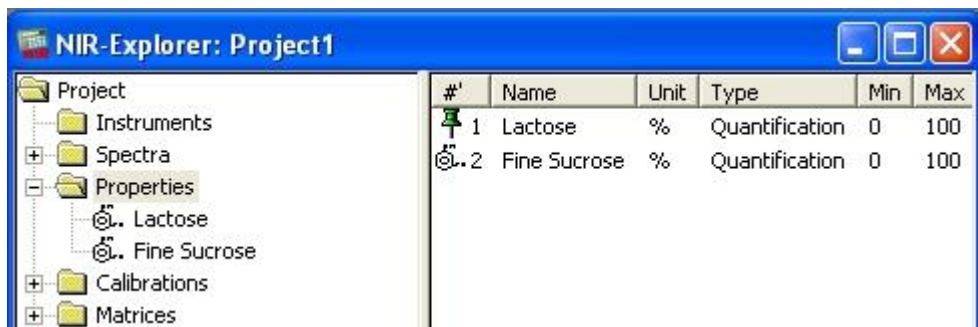 NIR-Explorer: Project1
Project
Instruments
Spectra
Properties
Lactose
Fine Sucrose
Calibrations
Matrices
#' Name Unit Type Min Max
1 Lactose % Quantification 0 100
2 Fine Sucrose % Quantification 0 100